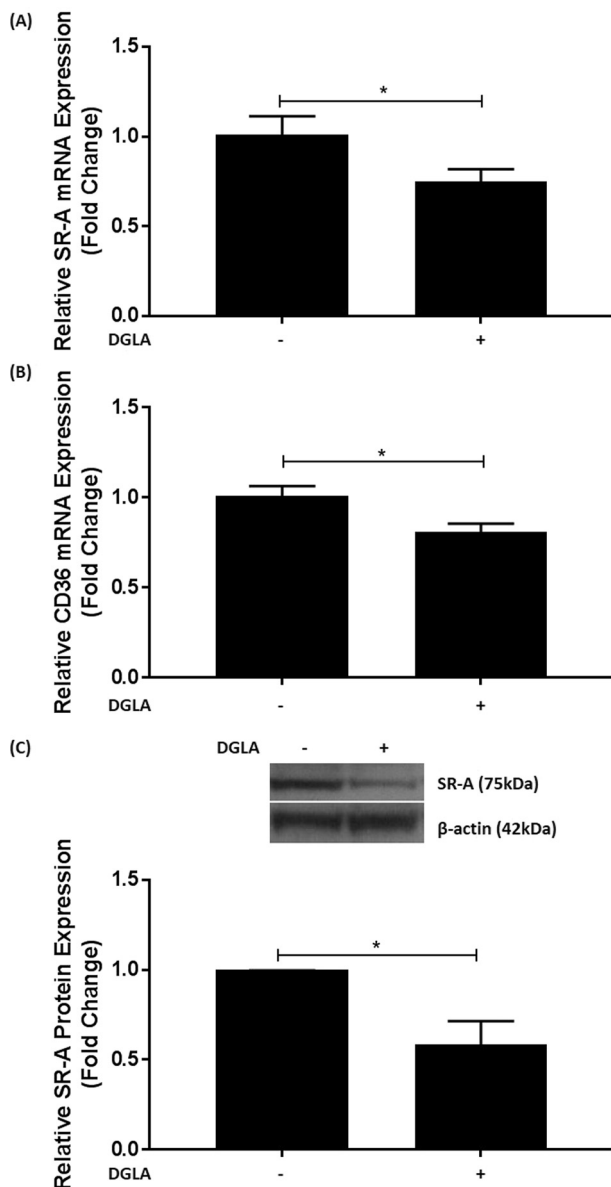 (A)
Relative SR-A mRNA Expression
(Fold Change)
1.5
1.0
0.5
0.0
*
DGLA - +
(B)
Relative CD36 mRNA Expression
(Fold Change)
1.5
1.0
0.5
0.0
*
DGLA - +
(C)
DGLA - +
SR-A (75kDa)
β-actin (42kDa)
Relative SR-A Protein Expression
(Fold Change)
1.5
1.0
0.5
0.0
*
DGLA - +